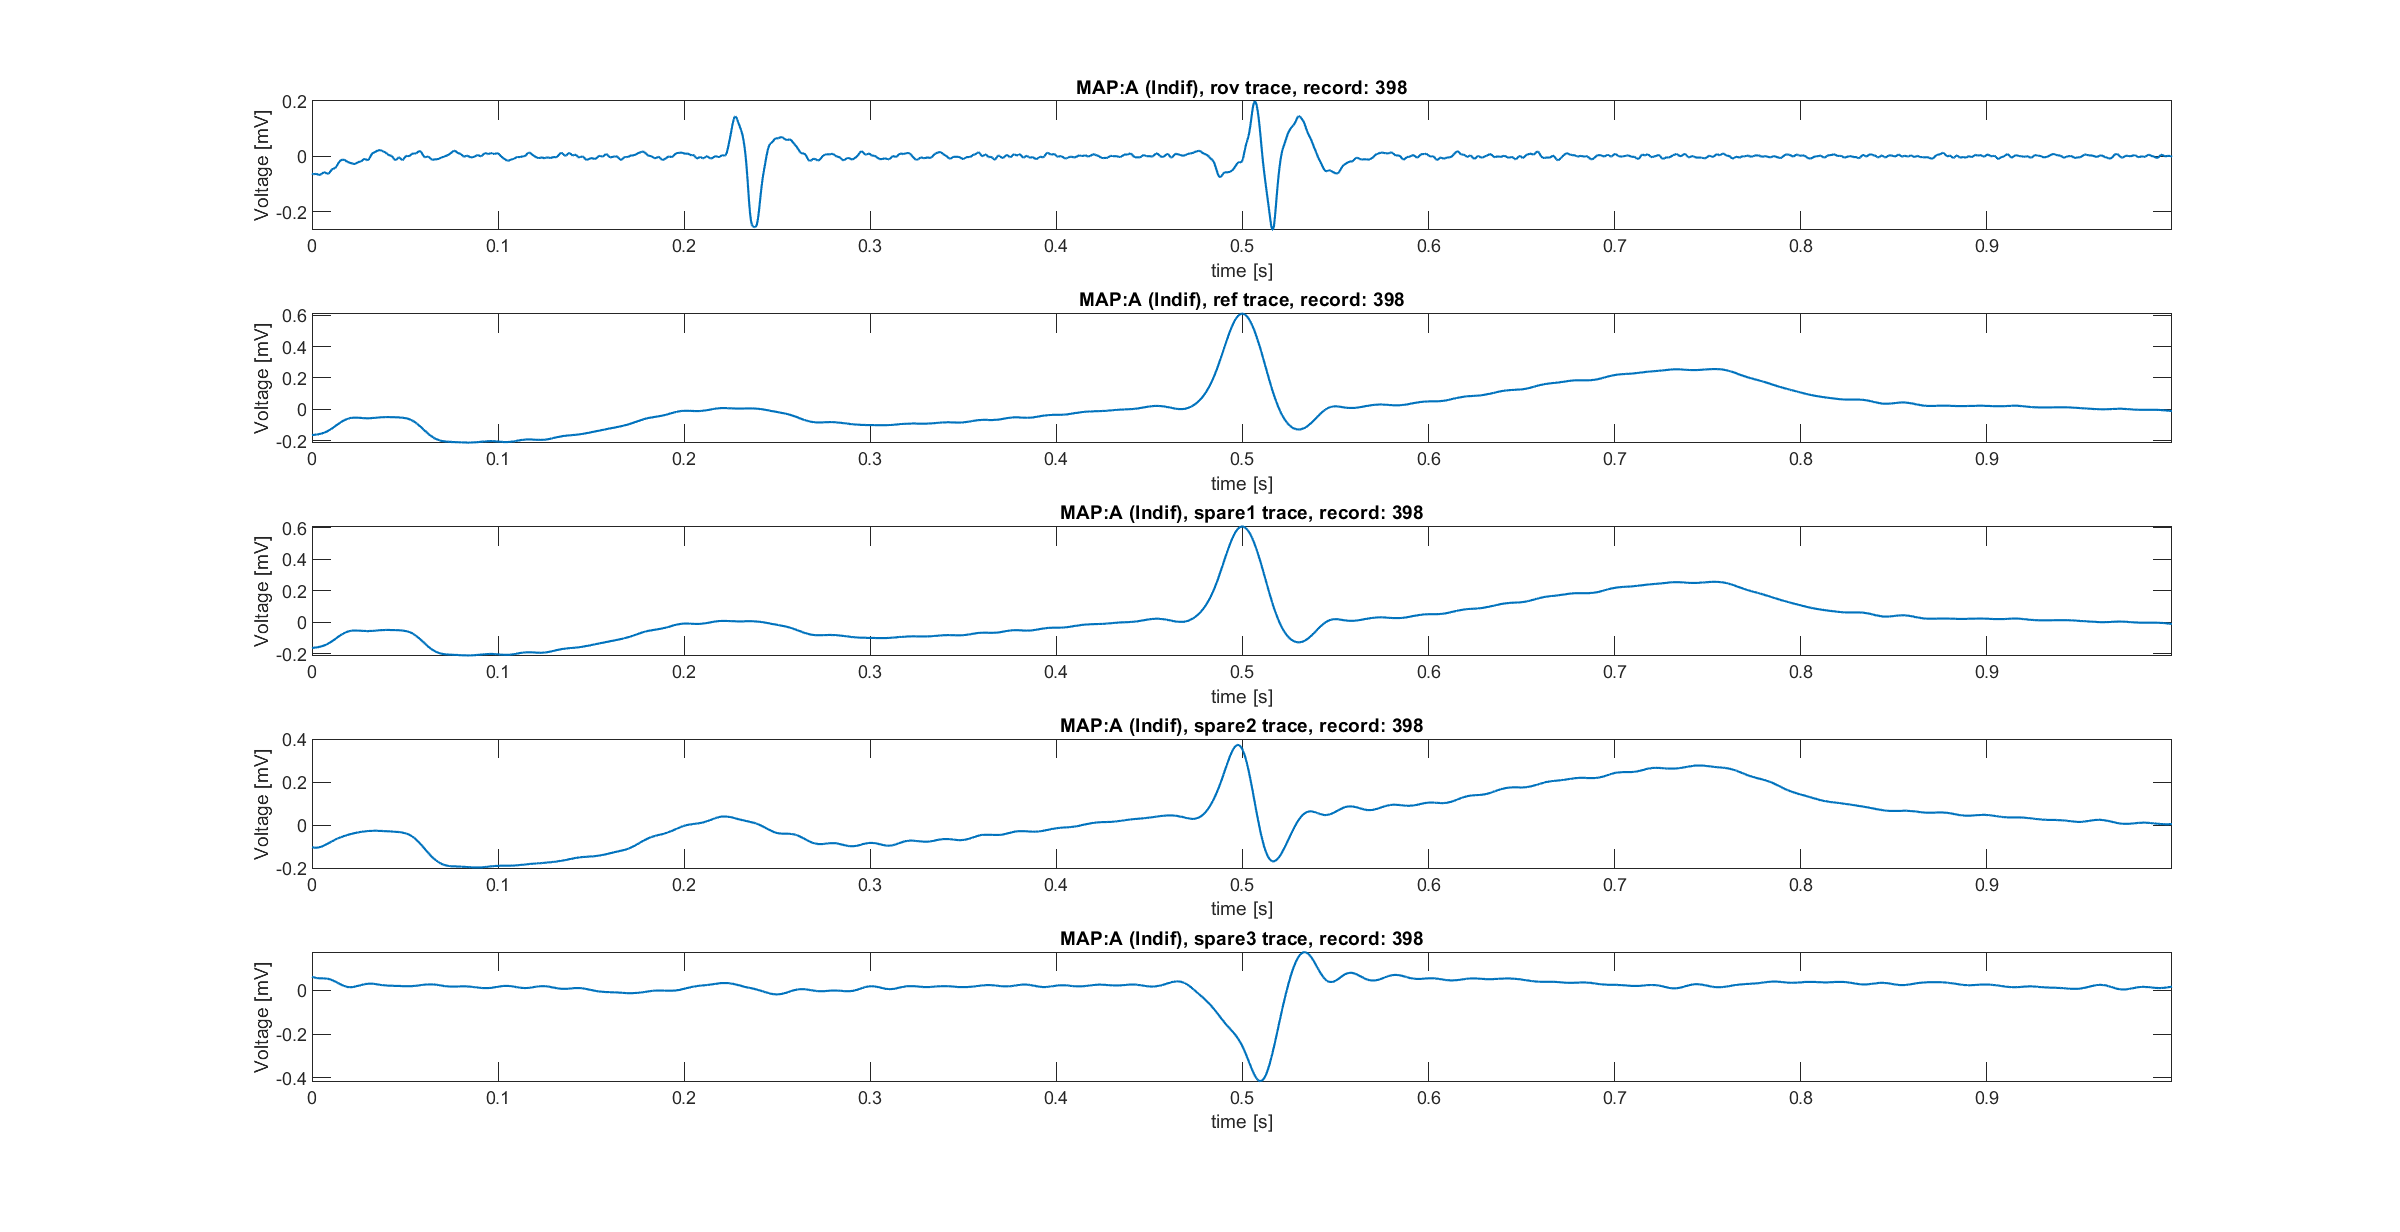 MAP:A (Indif), rov trace, record: 398
Voltage [mV]
0.2
0
-0.2
0 0.1 0.2 0.3 0.4 0.5 0.6 0.7 0.8 0.9
time [s]
MAP:A (Indif), ref trace, record: 398
Voltage [mV]
0.6
0.4
0.2
0
-0.2
0 0.1 0.2 0.3 0.4 0.5 0.6 0.7 0.8 0.9
time [s]
MAP:A (Indif), spare1 trace, record: 398
Voltage [mV]
0.6
0.4
0.2
0
-0.2
0 0.1 0.2 0.3 0.4 0.5 0.6 0.7 0.8 0.9
time [s]
MAP:A (Indif), spare2 trace, record: 398
Voltage [mV]
0.4
0.2
0
-0.2
0 0.1 0.2 0.3 0.4 0.5 0.6 0.7 0.8 0.9
time [s]
MAP:A (Indif), spare3 trace, record: 398
Voltage [mV]
0
-0.2
-0.4
0 0.1 0.2 0.3 0.4 0.5 0.6 0.7 0.8 0.9
time [s]